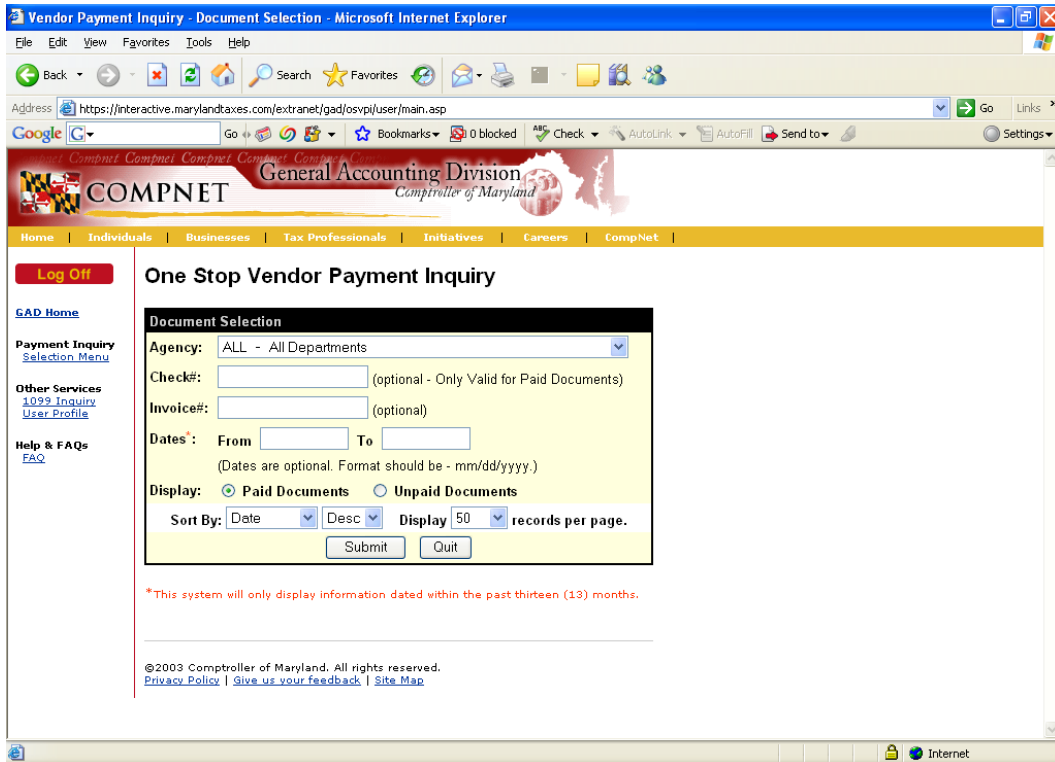 Vendor Payment Inquiry - Document Selection - Microsoft Internet Explorer
File Edit View Favorites Tools Help
Back Search Favorites
Address https://interactive.marylandtaxes.com/extranet/gad/osvpi/user/main.asp Go Links
Google G Go Bookmarks 0 blocked ABC Check AutoLink AutoFill Send to Settings
Compnet Compnet Compnet Compnet
General Accounting Division
COMPNET Comptroller of Maryland
Home | Individuals | Businesses | Tax Professionals | Initiatives | Careers | CompNet |
Log Off
One Stop Vendor Payment Inquiry
GAD Home
Payment Inquiry
Selection Menu
Other Services
1099 Inquiry
User Profile
Help & FAQs
FAQ
Document Selection
Agency: ALL - All Departments
Check#: (optional - Only Valid for Paid Documents)
Invoice#: (optional)
Dates*: From To
(Dates are optional. Format should be - mm/dd/yyyy.)
Display: Paid Documents Unpaid Documents
Sort By: Date Desc Display 50 records per page.
Submit Quit
*This system will only display information dated within the past thirteen (13) months.
©2003 Comptroller of Maryland. All rights reserved.
Privacy Policy | Give us your feedback | Site Map
Internet